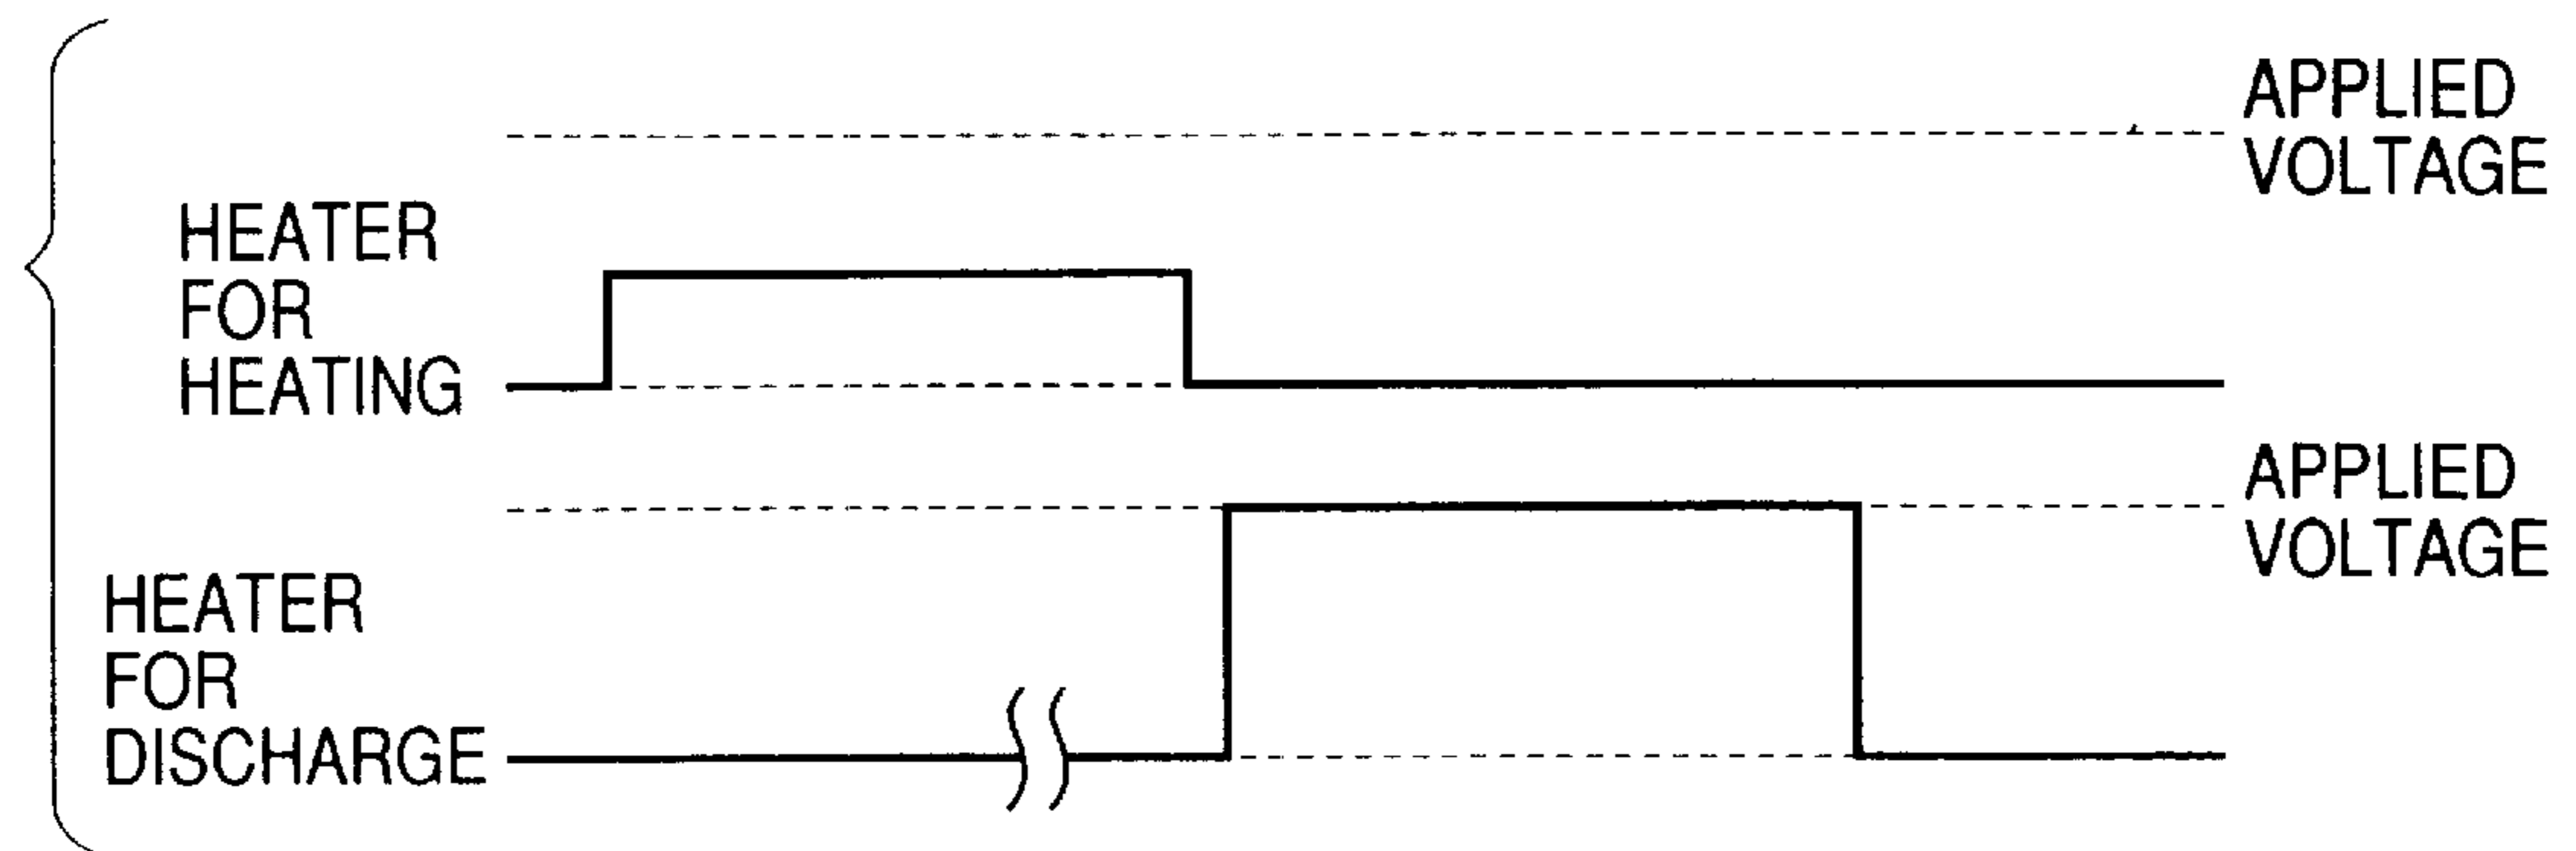 APPLIED
VOLTAGE
HEATER
FOR
HEATING
APPLIED
VOLTAGE
HEATER
FOR
DISCHARGE